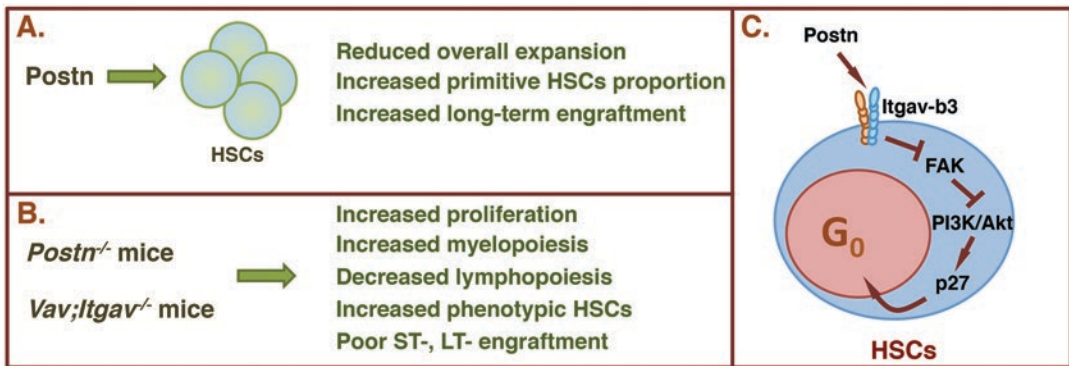 A.
Postn
HSCs
Reduced overall expansion
Increased primitive HSCs proportion
Increased long-term engraftment
B.
Postn-/- mice
Vav;Itgav-/- mice
Increased proliferation
Increased myelopoiesis
Decreased lymphopoiesis
Increased phenotypic HSCs
Poor ST-, LT- engraftment
C.
Postn
Itgav-b3
FAK
PI3K/Akt
p27
G0
HSCs